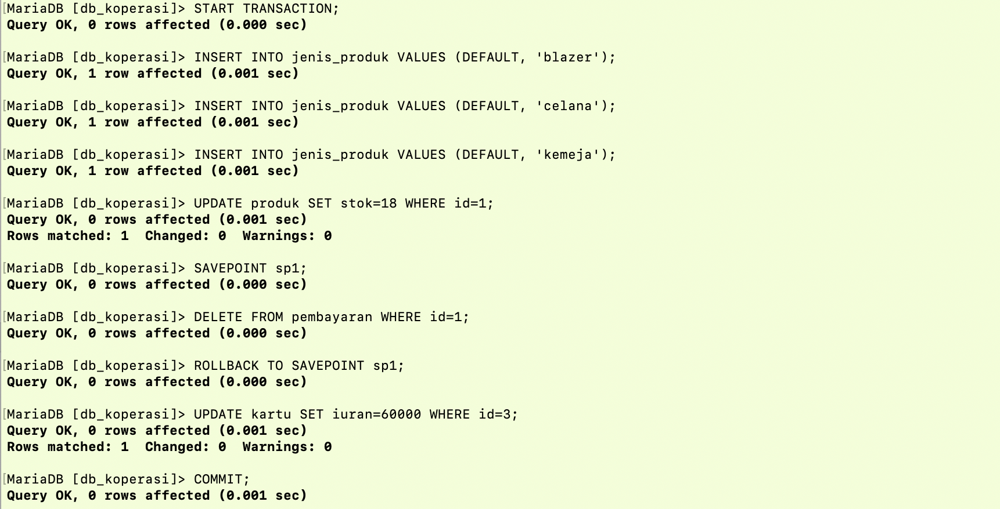 [MariaDB [db_koperasi]> START TRANSACTION;
Query OK, 0 rows affected (0.000 sec)
[MariaDB [db_koperasi]> INSERT INTO jenis_produk VALUES (DEFAULT, 'blazer');
Query OK, 1 row affected (0.001 sec)
[MariaDB [db_koperasi]> INSERT INTO jenis_produk VALUES (DEFAULT, 'celana');
Query OK, 1 row affected (0.001 sec)
[MariaDB [db_koperasi]> INSERT INTO jenis_produk VALUES (DEFAULT, 'kemeja');
Query OK, 1 row affected (0.001 sec)
[MariaDB [db_koperasi]> UPDATE produk SET stok=18 WHERE id=1;
Query OK, 0 rows affected (0.001 sec)
Rows matched: 1  Changed: 0  Warnings: 0
[MariaDB [db_koperasi]> SAVEPOINT sp1;
Query OK, 0 rows affected (0.000 sec)
[MariaDB [db_koperasi]> DELETE FROM pembayaran WHERE id=1;
Query OK, 0 rows affected (0.000 sec)
[MariaDB [db_koperasi]> ROLLBACK TO SAVEPOINT sp1;
Query OK, 0 rows affected (0.000 sec)
[MariaDB [db_koperasi]> UPDATE kartu SET iuran=60000 WHERE id=3;
Query OK, 0 rows affected (0.001 sec)
Rows matched: 1  Changed: 0  Warnings: 0
[MariaDB [db_koperasi]> COMMIT;
Query OK, 0 rows affected (0.001 sec)